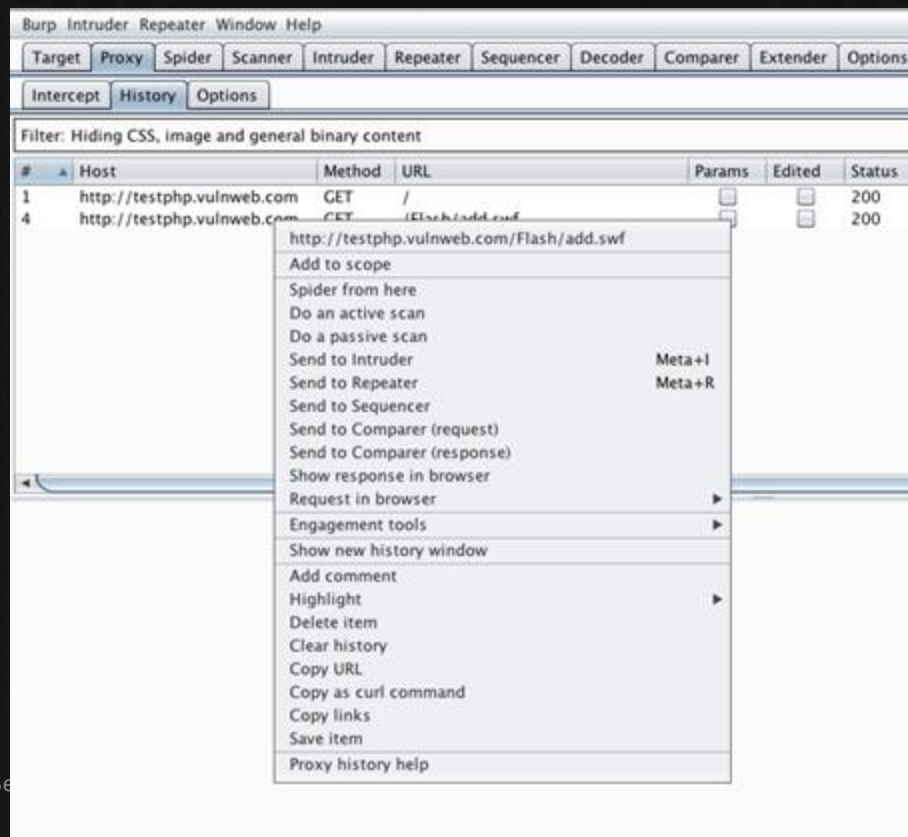 Burp Intruder Repeater Window Help
Target Proxy Spider Scanner Intruder Repeater Sequencer Decoder Comparer Extender Options
Intercept History Options
Filter: Hiding CSS, image and general binary content
# Host Method URL Params Edited Status
1 http://testphp.vulnweb.com GET / 200
4 http://testphp.vulnweb.com GET /Flash/add.swf 200
http://testphp.vulnweb.com/Flash/add.swf
Add to scope
Spider from here
Do an active scan
Do a passive scan
Send to Intruder Meta+I
Send to Repeater Meta+R
Send to Sequencer
Send to Comparer (request)
Send to Comparer (response)
Show response in browser
Request in browser
Engagement tools
Show new history window
Add comment
Highlight
Delete item
Clear history
Copy URL
Copy as curl command
Copy links
Save item
Proxy history help